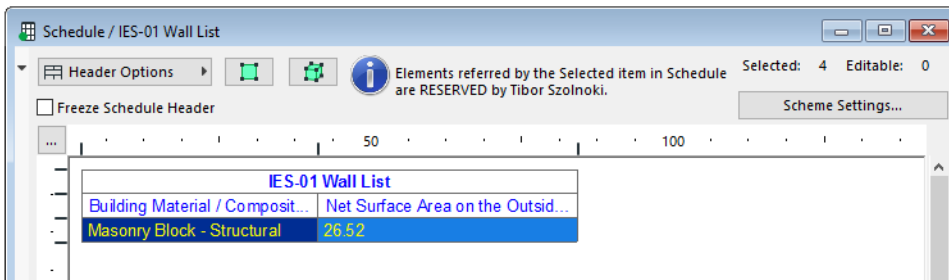 Schedule / IES-01 Wall List
Header Options
Elements referred by the Selected item in Schedule
are RESERVED by Tibor Szolnoki.
Selected: 4 Editable: 0
Freeze Schedule Header
Scheme Settings...
...
50 100
IES-01 Wall List
Building Material / Composit... Net Surface Area on the Outsid...
Masonry Block - Structural 26.52